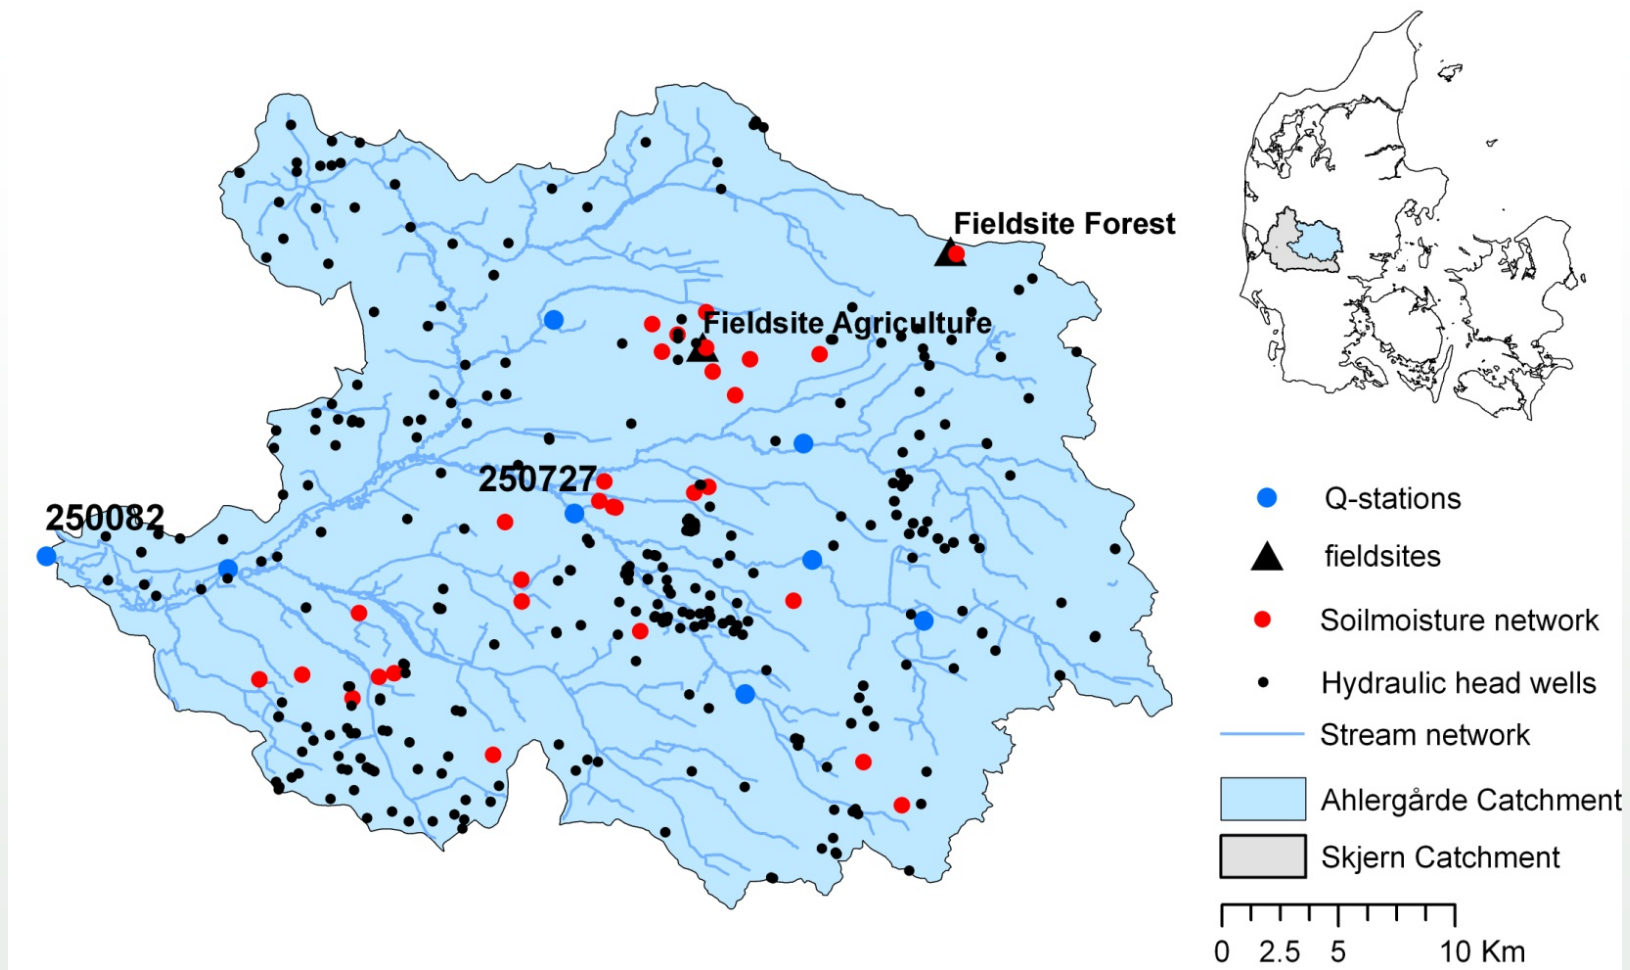 Fieldsite Forest
Fieldsite Agriculture
250727
250082
Q-stations
fieldsites
Soilmoisture network
Hydraulic head wells
Stream network
Ahlergårde Catchment
Skjern Catchment
0 2.5 5 10 Km